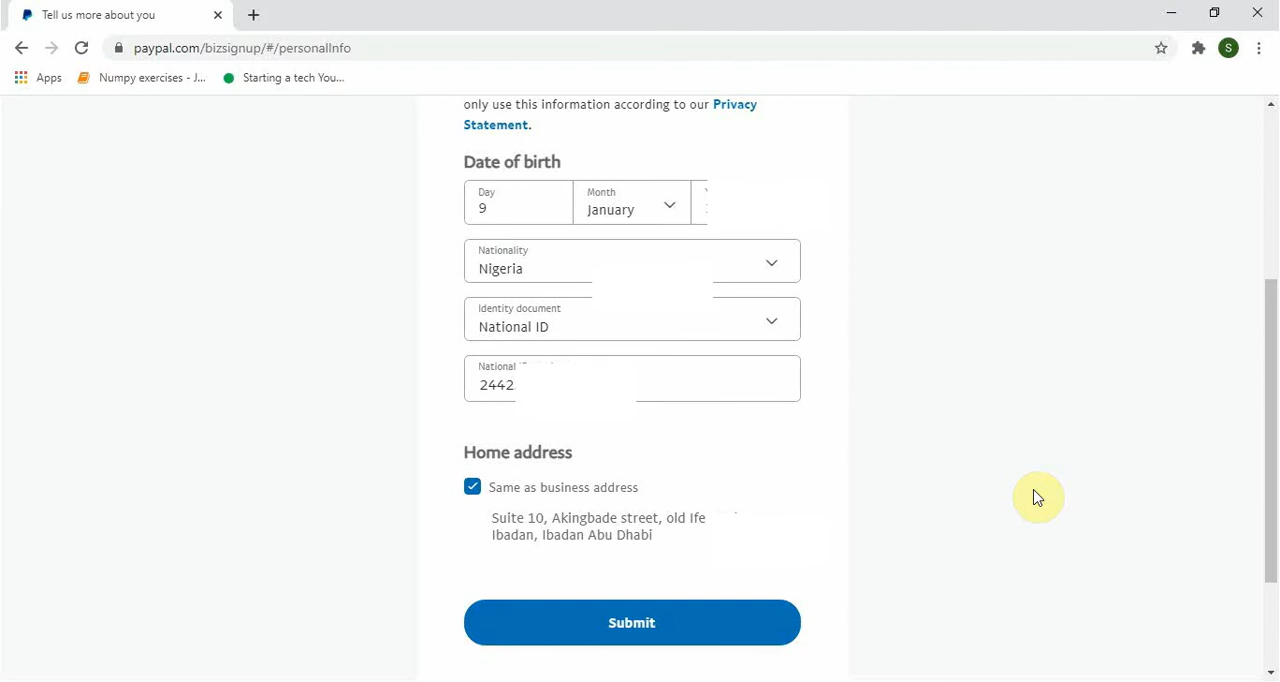 Tell us more about you
paypal.com/bizsignup/#/personalInfo
S
Apps
Numpy exercises - J...
Starting a tech You...
only use this information according to our Privacy
Statement.
Date of birth
Day
9
Month
January
Nationality
Nigeria
Identity document
National ID
National
2442
Home address
Same as business address
Suite 10, Akingbade street, old Ife
Ibadan, Ibadan Abu Dhabi
Submit